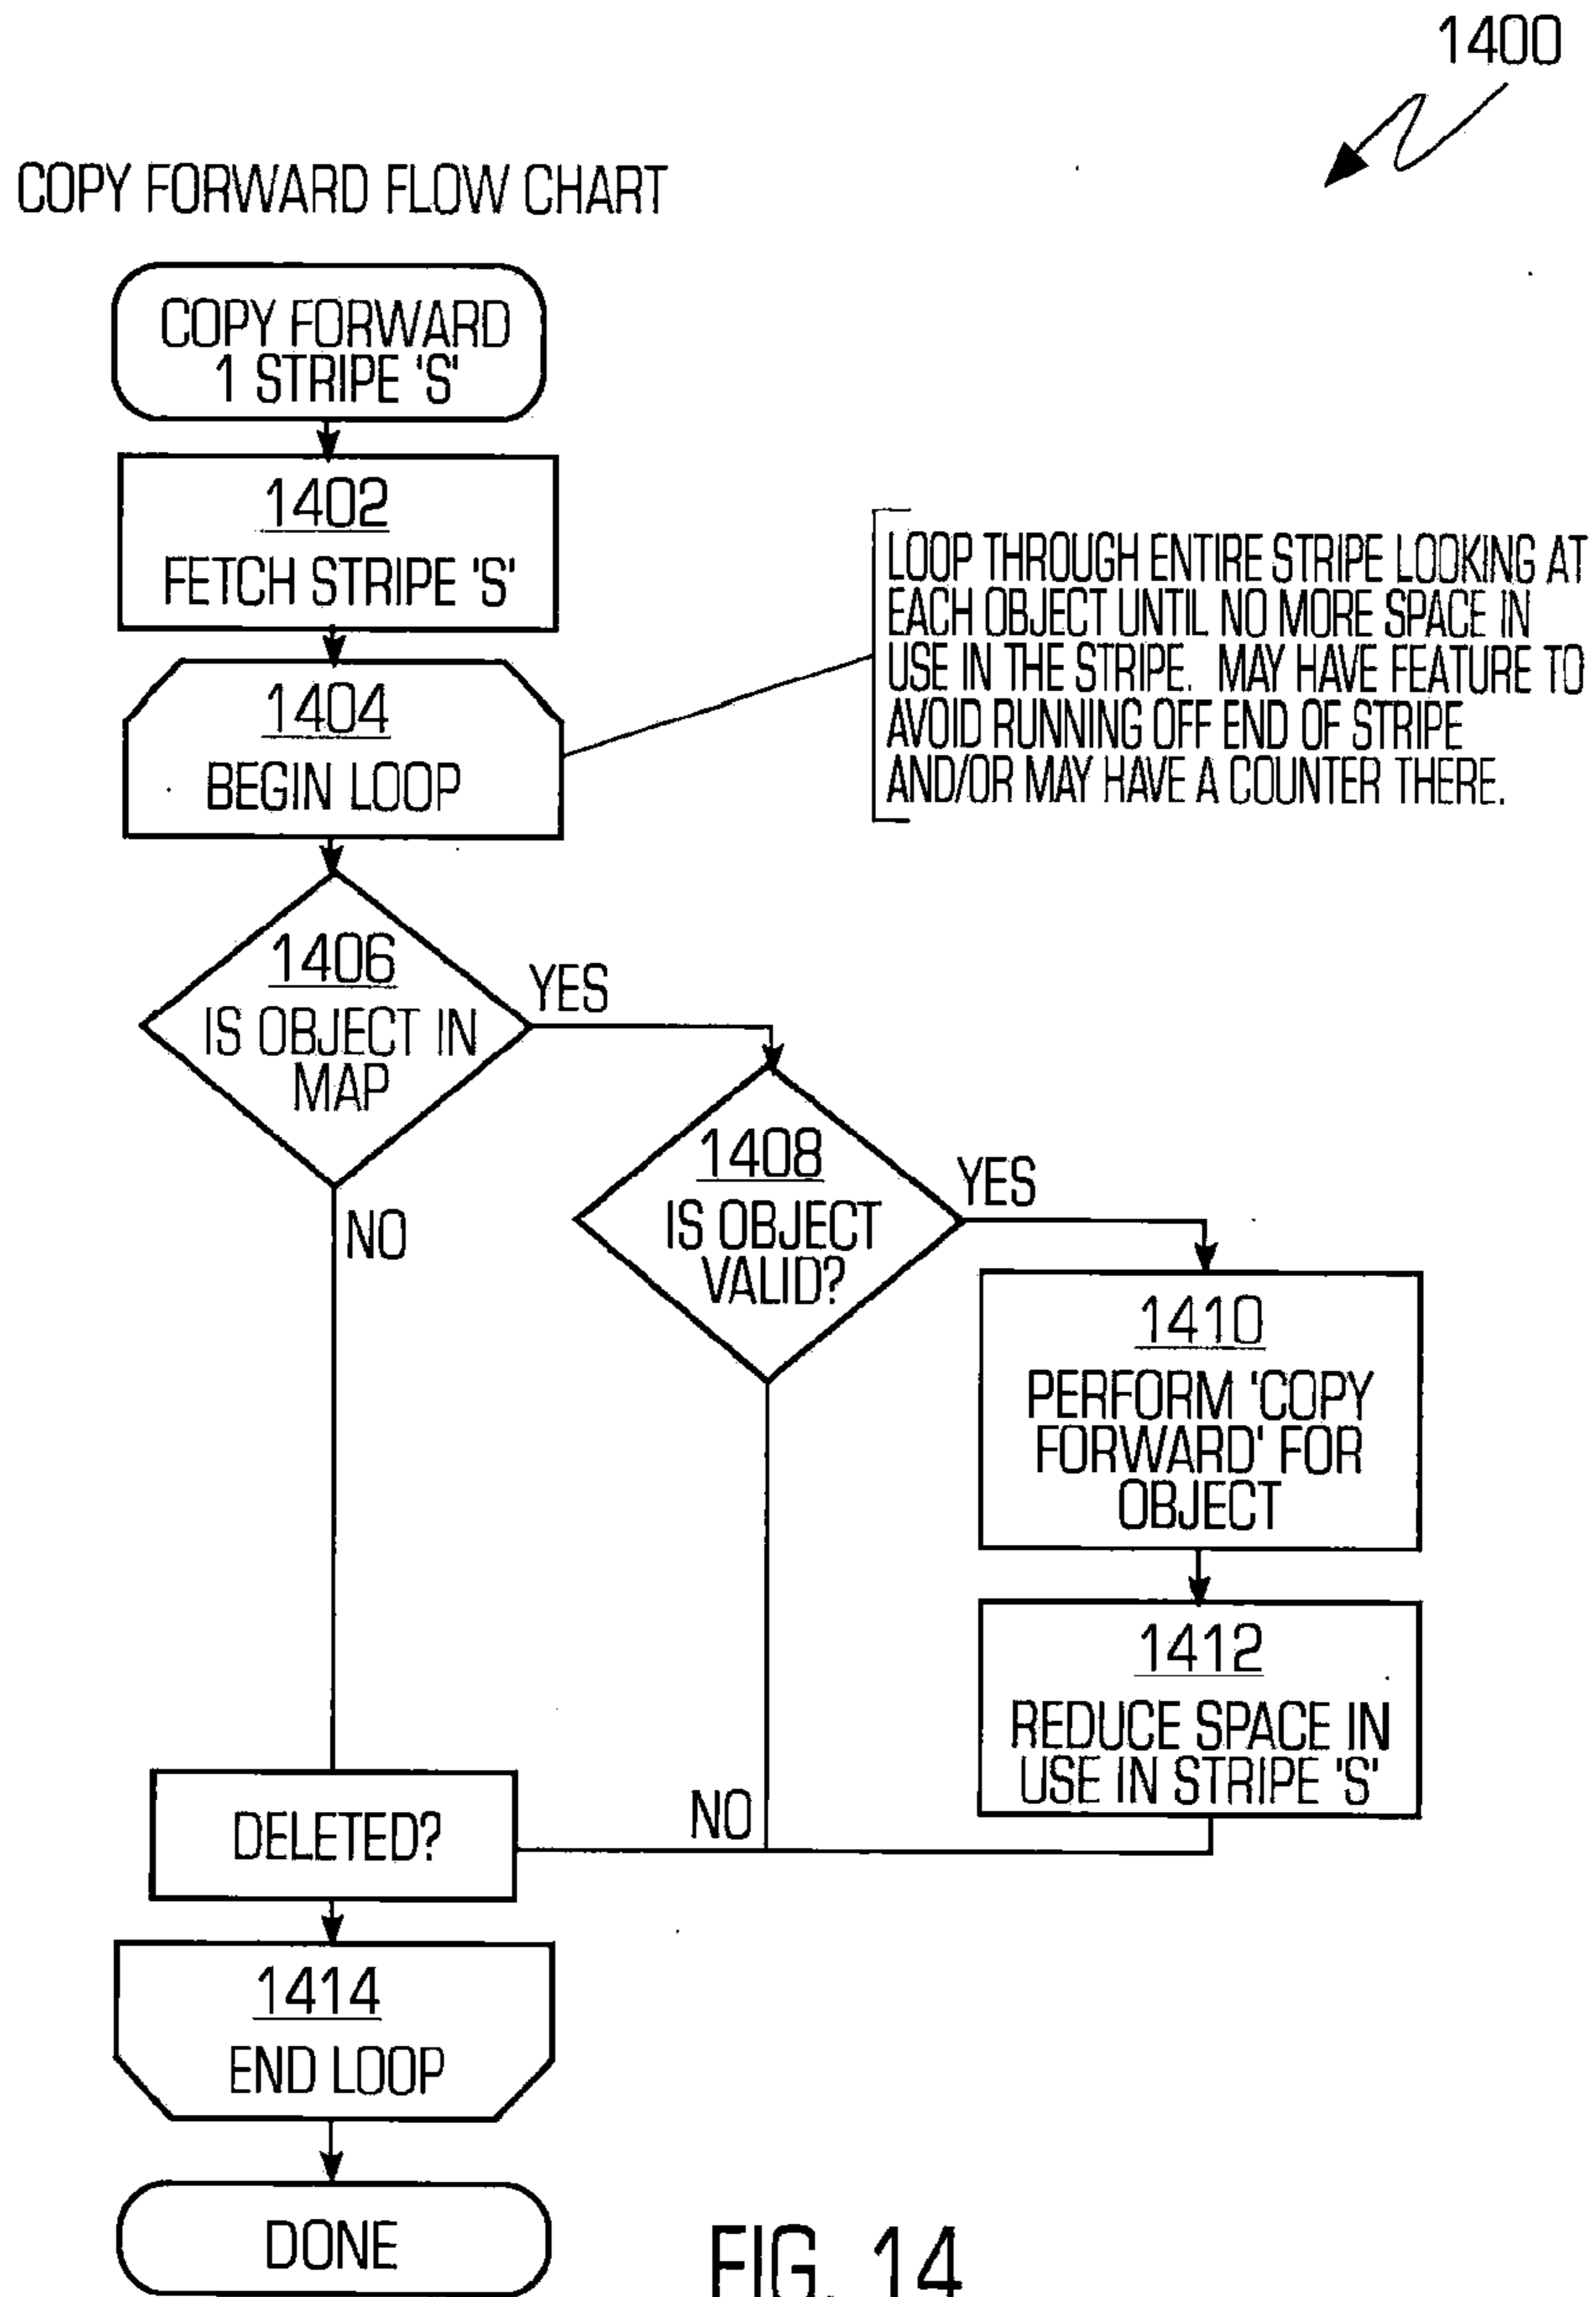 1400
COPY FORWARD FLOW CHART
COPY FORWARD
1 STRIPE 'S'
1402
FETCH STRIPE 'S'
1404
BEGIN LOOP
LOOP THROUGH ENTIRE STRIPE LOOKING AT
EACH OBJECT UNTIL NO MORE SPACE IN
USE IN THE STRIPE. MAY HAVE FEATURE TO
AVOID RUNNING OFF END OF STRIPE
AND/OR MAY HAVE A COUNTER THERE.
1406
IS OBJECT IN
MAP
YES
NO
1408
IS OBJECT
VALID?
YES
1410
PERFORM 'COPY
FORWARD' FOR
OBJECT
1412
REDUCE SPACE IN
USE IN STRIPE 'S'
NO
DELETED?
1414
END LOOP
DONE
FIG. 14